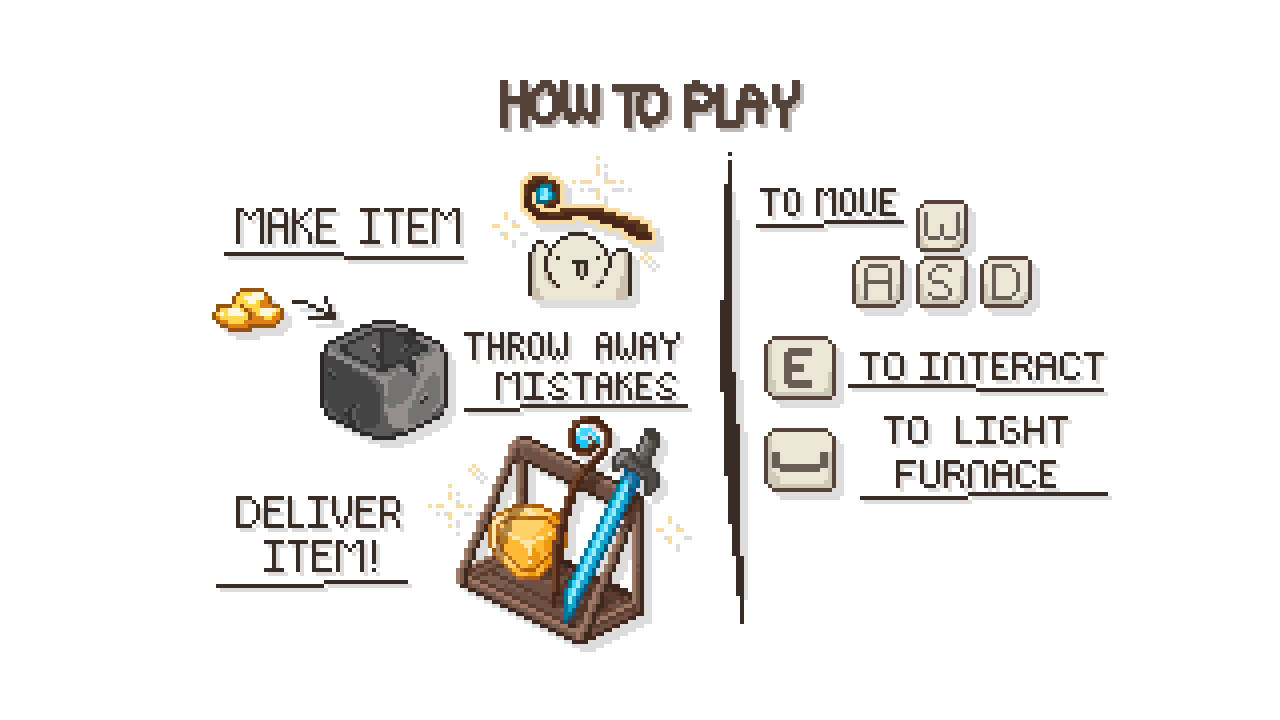 HOW TO PLAY
MAKE ITEM
THROW AWAY
MISTAKES
DELIVER
ITEM!
TO MOVE
W
A S D
E TO INTERACT
TO LIGHT
FURNACE